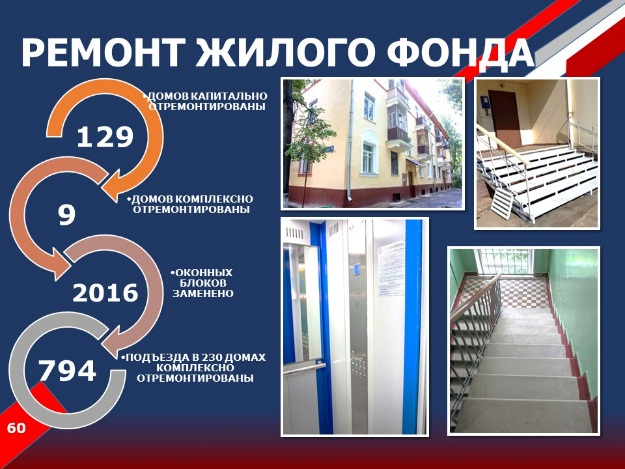 РЕМОНТ ЖИЛОГО ФОНДА
•ДОМОВ КАПИТАЛЬНО
ОТРЕМОНТИРОВАНЫ
129
•ДОМОВ КОМПЛЕКСНО
ОТРЕМОНТИРОВАНЫ
9
•ОКОННЫХ
БЛОКОВ
ЗАМЕНЕНО
2016
•ПОДЪЕЗДА В 230 ДОМАХ
КОМПЛЕКСНО
ОТРЕМОНТИРОВАНЫ
794
60